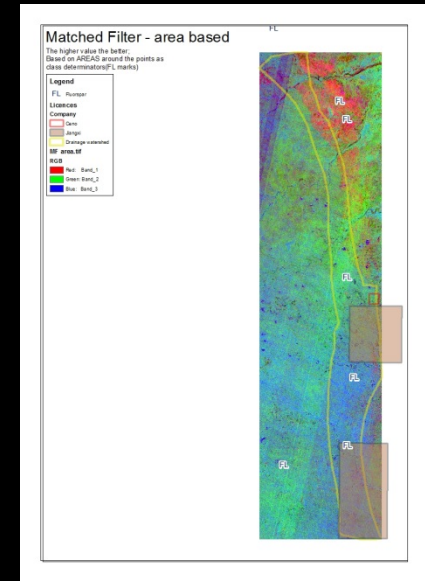 FL
Matched Filter - area based
The higher value the better;
Based on AREAS around the points as
class determinators(FL marks)
Legend
FL Fluorspar
Licences
Company
Jiangxi
Drainage watershed
MF area.tif
RGB
Red: Band_1
Green: Band_2
Blue: Band_3
FL
FL
FL
FL
FL
FL